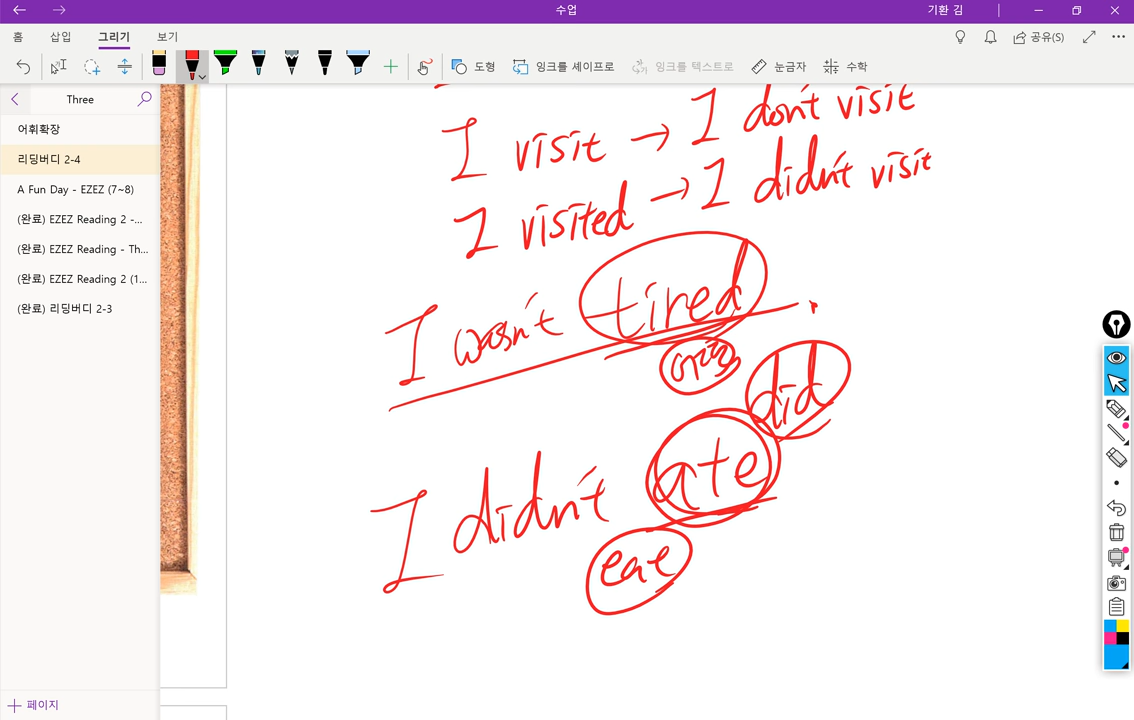 수업
기환 김
홈 삽입 그리기 보기
공유(S)
도형 잉크를 셰이프로 잉크를 텍스트로 눈금자 수학
Three
어휘확장
리딩버디 2-4
A Fun Day - EZEZ (7~8)
(완료) EZEZ Reading 2 -...
(완료) EZEZ Reading - Th...
(완료) EZEZ Reading 2 (1...
(완료) 리딩버디 2-3
페이지
I visit → I don't visit
I visited → I didn't visit
I wasn't tired.
did
I didn't ate
eat